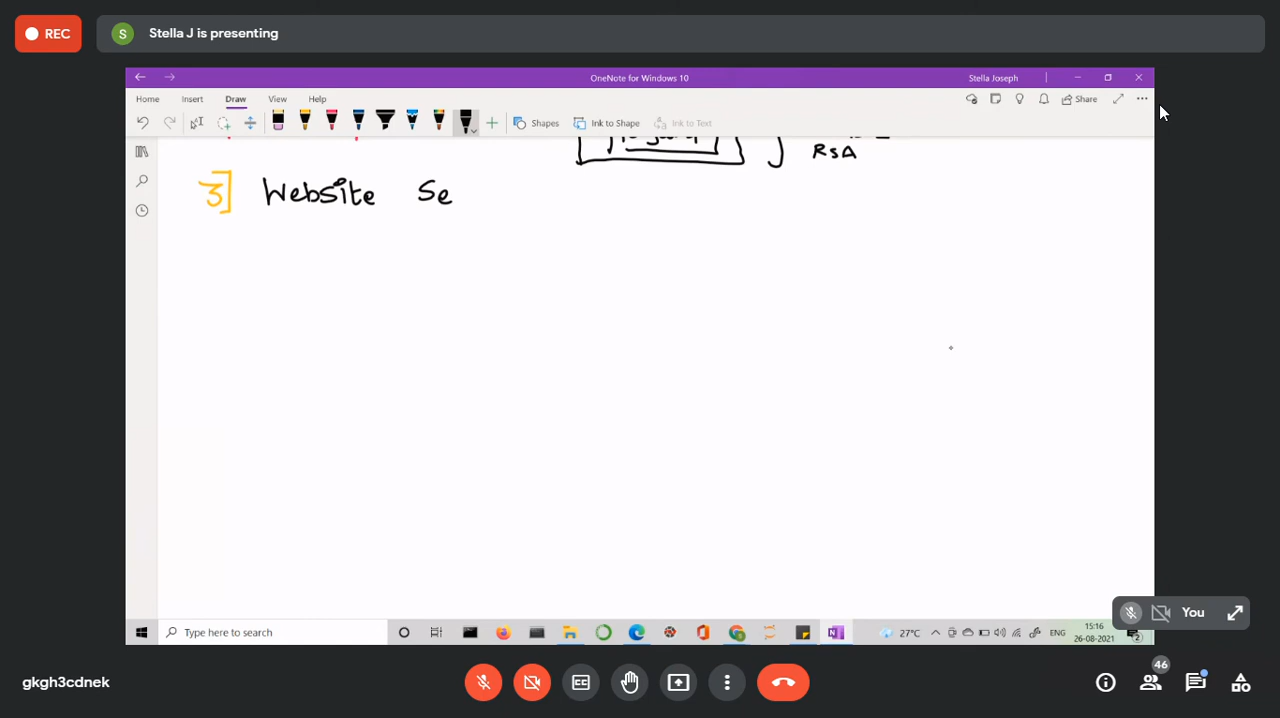 REC
S Stella J is presenting
OneNote for Windows 10
Stella Joseph
Home Insert Draw View Help
Share
Shapes Ink to Shape Ink to Text
RSA
3] Website Se
You
Type here to search
27°C
ENG
15:16
26-08-2021
2
gkgh3cdnek
46